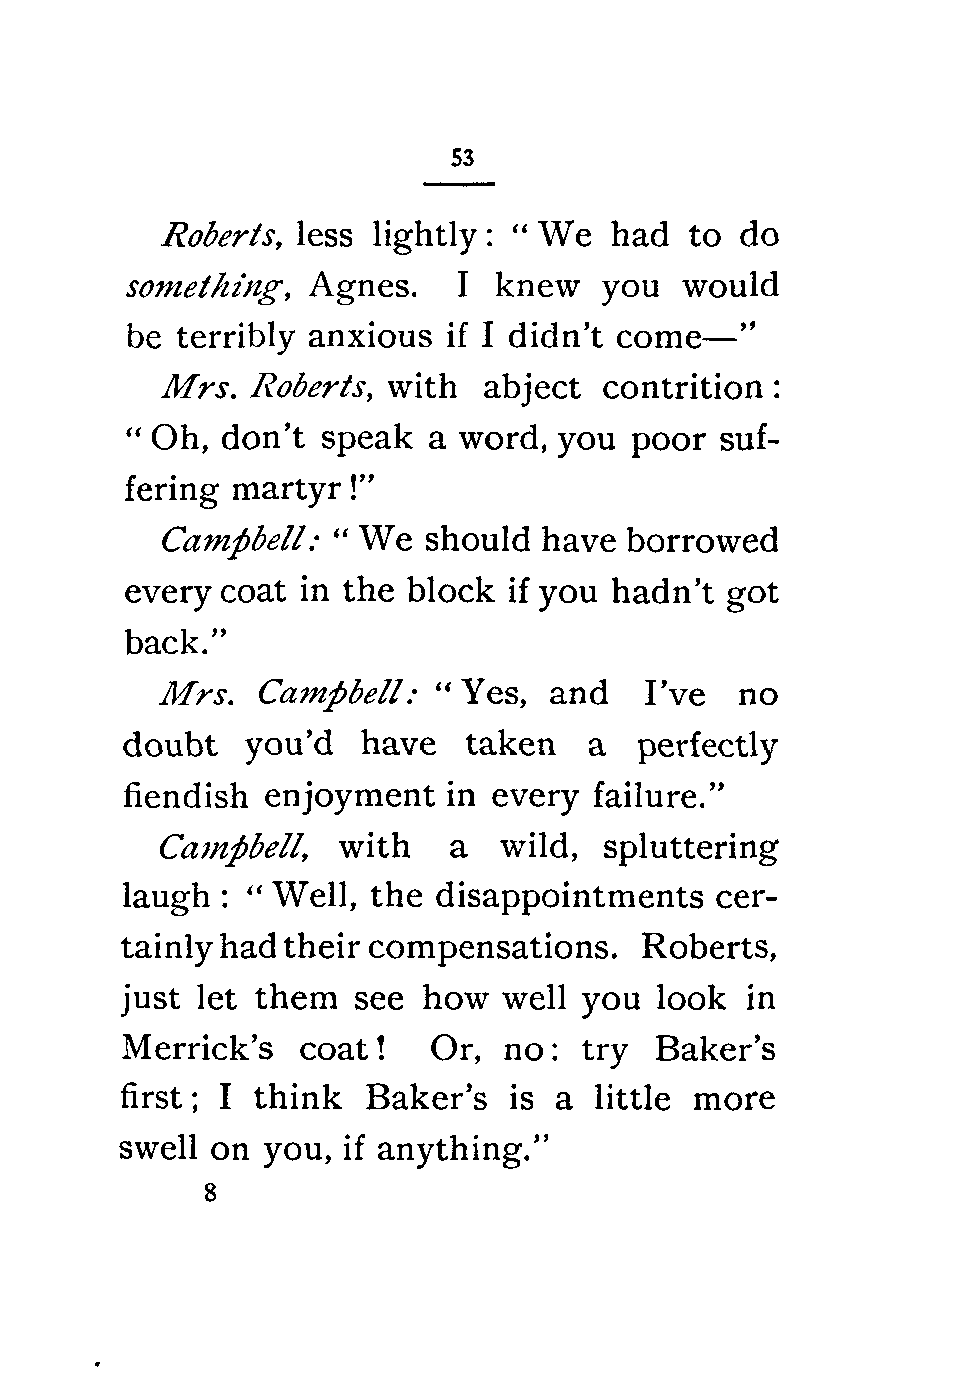 53
Roberts, less lightly: “We had to do
something, Agnes. I knew you would
be terribly anxious if I didn’t come—”
Mrs. Roberts, with abject contrition:
“Oh, don’t speak a word, you poor suf-
fering martyr!”
Campbell: “We should have borrowed
every coat in the block if you hadn’t got
back.”
Mrs. Campbell: “Yes, and I’ve no
doubt you’d have taken a perfectly
fiendish enjoyment in every failure.”
Campbell, with a wild, spluttering
laugh: “Well, the disappointments cer-
tainly had their compensations. Roberts,
just let them see how well you look in
Merrick’s coat! Or, no: try Baker’s
first; I think Baker’s is a little more
swell on you, if anything.”
8